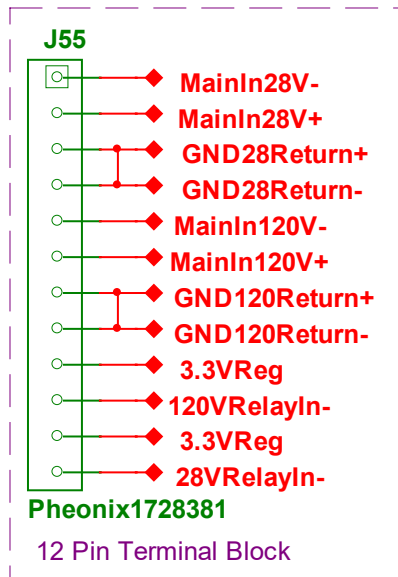 J55
MainIn28V-
MainIn28V+
GND28Return+
GND28Return-
MainIn120V-
MainIn120V+
GND120Return+
GND120Return-
3.3VReg
120VRelayIn-
3.3VReg
28VRelayIn-
Pheonix1728381
12 Pin Terminal Block